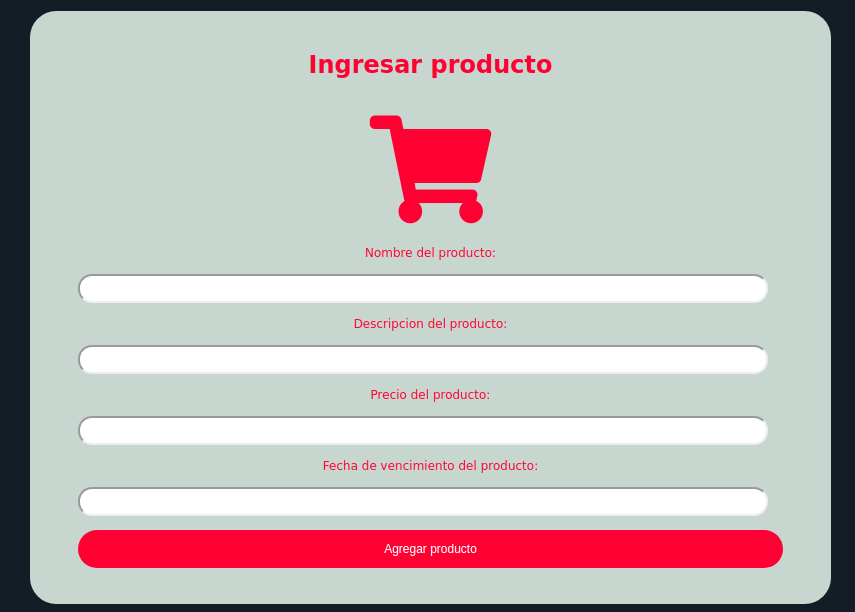 Ingresar producto
Nombre del producto:
Descripcion del producto:
Precio del producto:
Fecha de vencimiento del producto:
Agregar producto